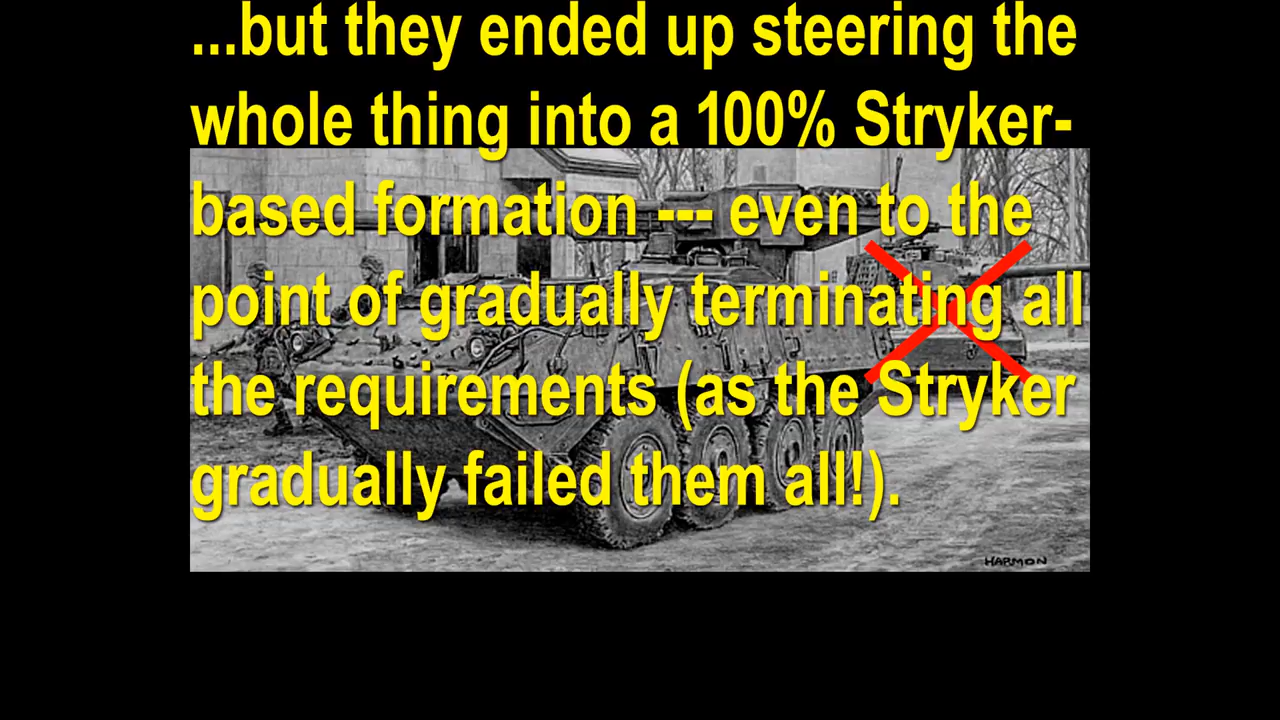 ...but they ended up steering the
whole thing into a 100% Stryker-
based formation --- even to the
point of gradually terminating all
the requirements (as the Stryker
gradually failed them all!).
HARMON